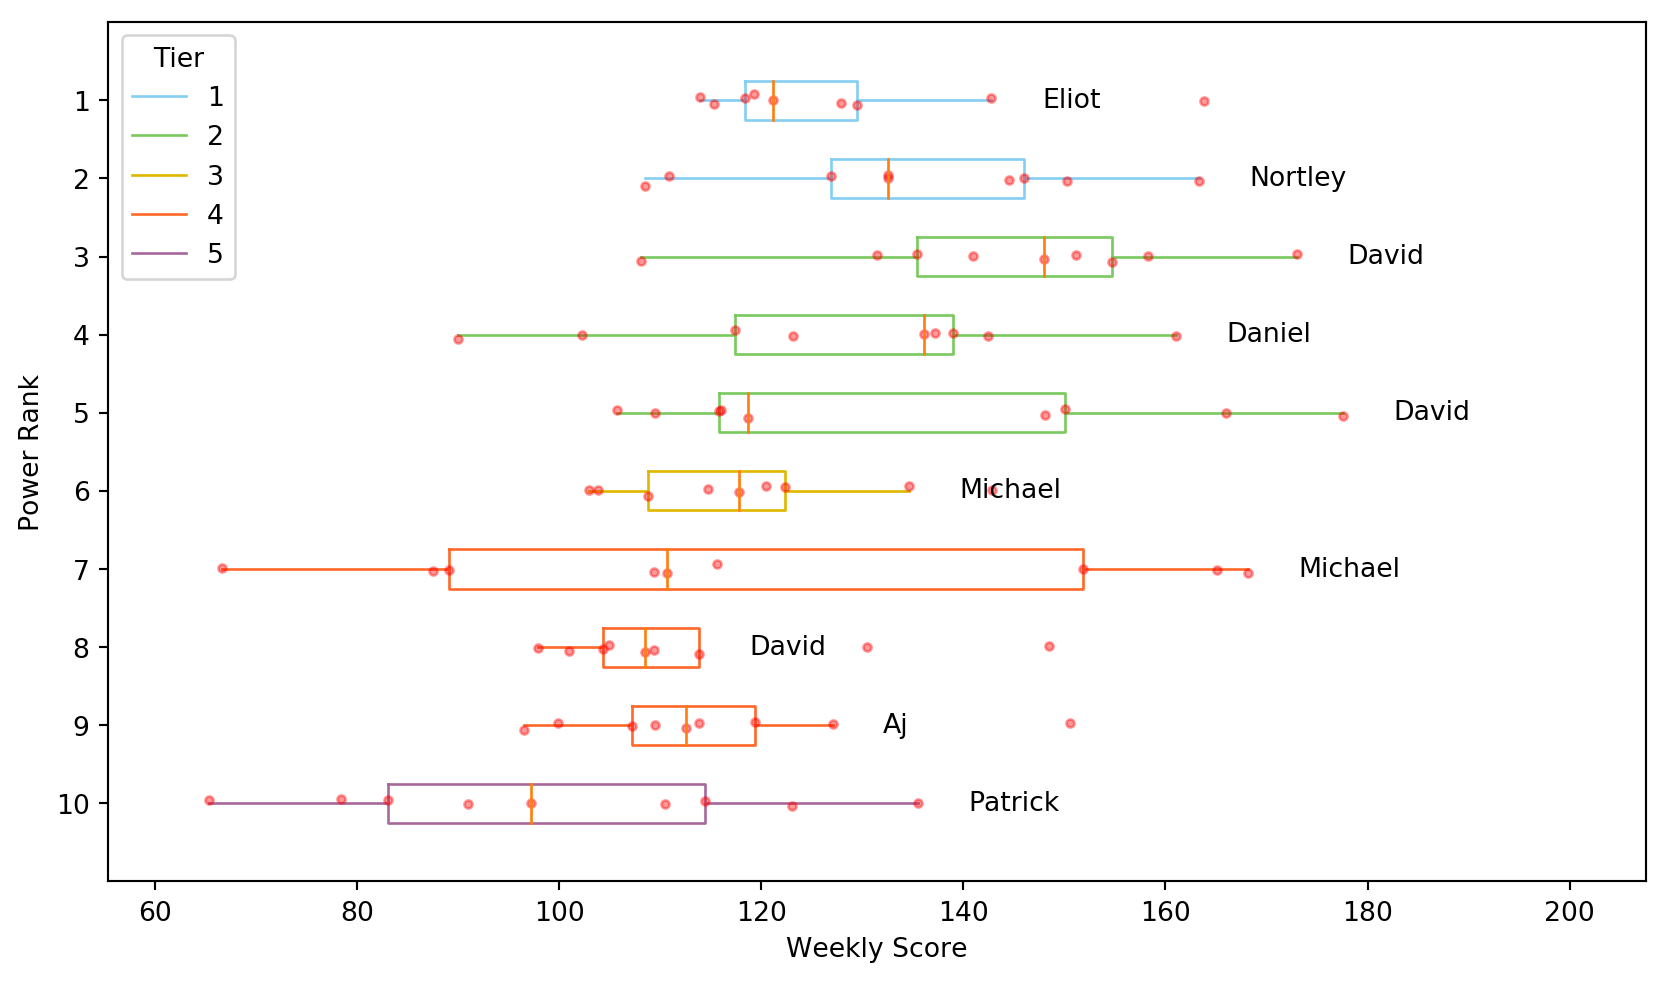 Tier
1
2
3
4
5
1 Eliot
2 Nortley
3 David
4 Daniel
5 David
6 Michael
7 Michael
8 David
9 Aj
10 Patrick
Power Rank
60 80 100 120 140 160 180 200
Weekly Score